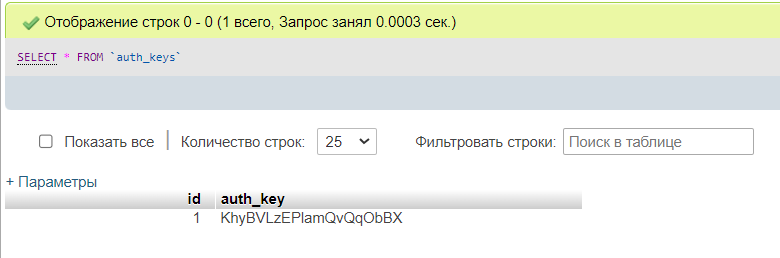 Отображение строк 0 - 0 (1 всего, Запрос занял 0.0003 сек.)
SELECT * FROM `auth_keys`
Показать все | Количество строк: 25 Фильтровать строки: Поиск в таблице
+ Параметры
id auth_key
1 KhyBVLzEPlamQvQqObBX